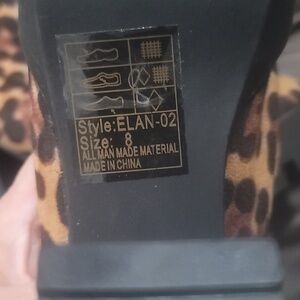 Style:ELAN-02
Size: 8
ALL MAN MADE MATERIAL
MADE IN CHINA